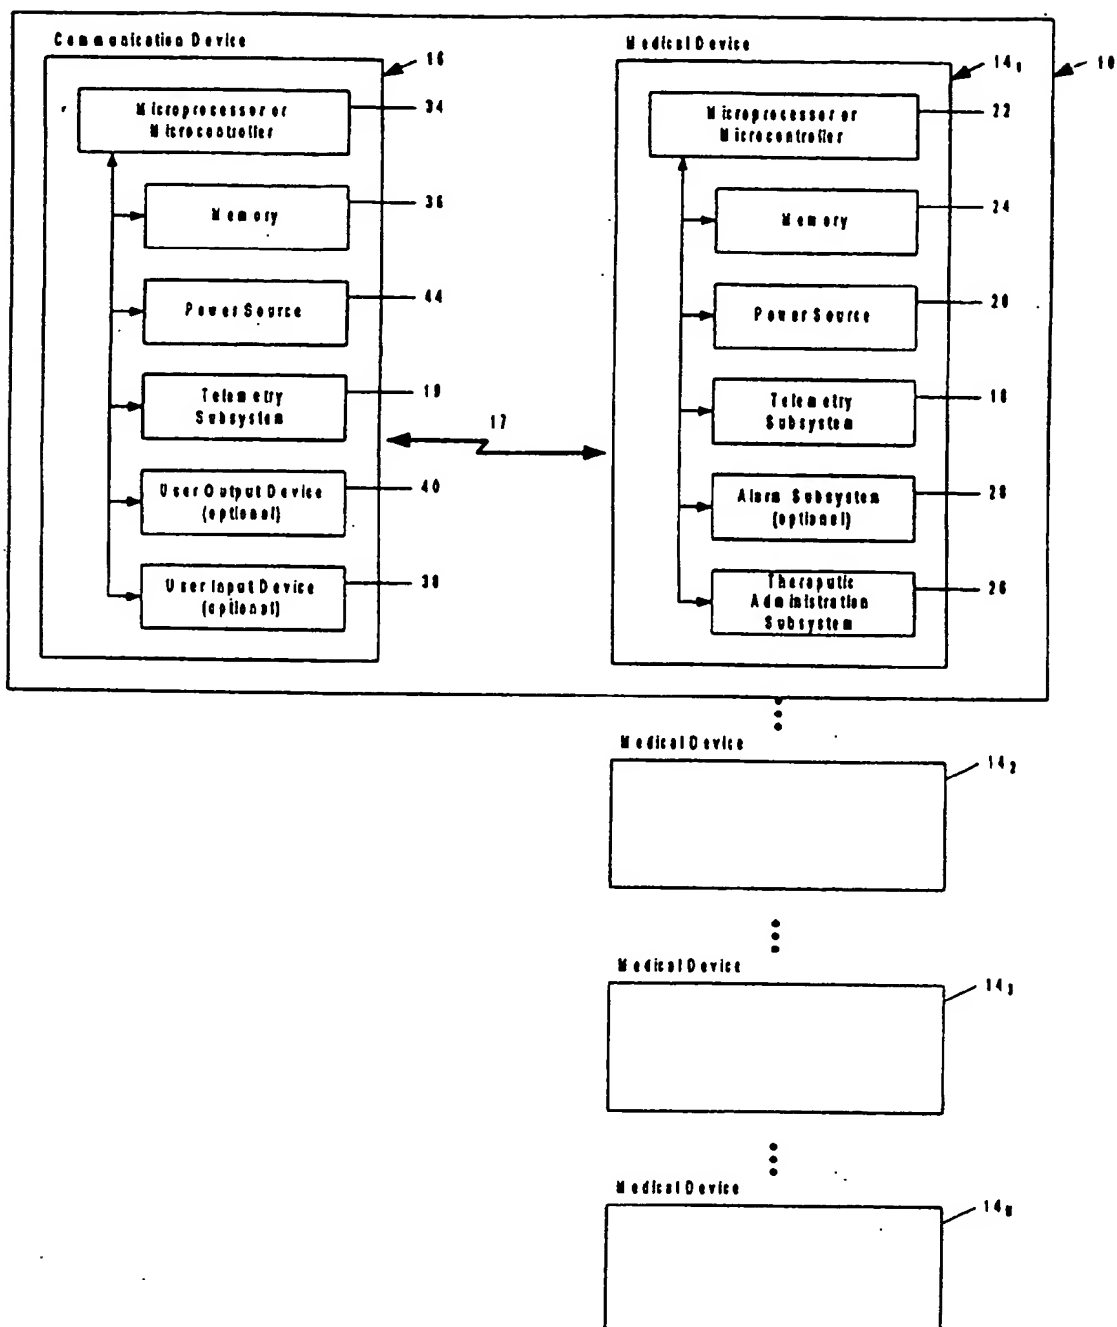 Communication Device
16
Microprocessor or
Microcontroller
34
Memory
36
Power Source
44
Telemetry
Subsystem
19
User Output Device
(optional)
40
User Input Device
(optional)
38
17
Medical Device
14₁
10
Microprocessor or
Microcontroller
22
Memory
24
Power Source
20
Telemetry
Subsystem
18
Alarm Subsystem
(optional)
28
Theraputic
Administration
Subsystem
26
Medical Device
14₂
Medical Device
14₃
Medical Device
14